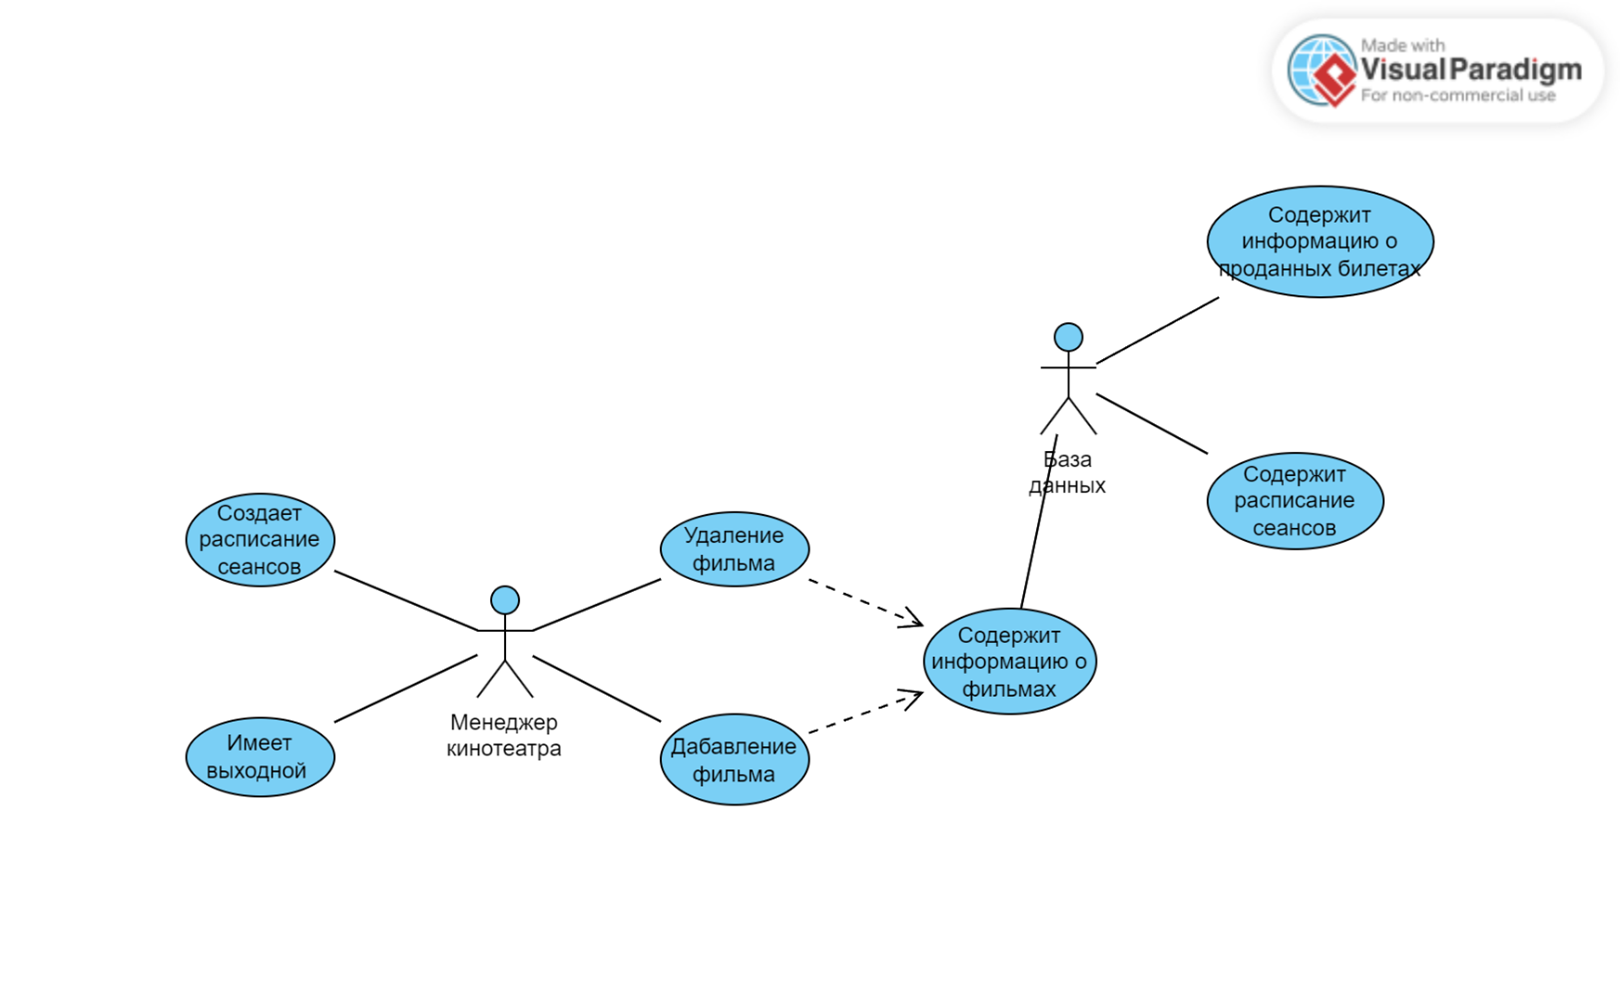 Made with
Visual Paradigm
For non-commercial use
Содержит
информацию о
проданных билетах
База
данных
Содержит
расписание
сеансов
Создает
расписание
сеансов
Удаление
фильма
Содержит
информацию о
фильмах
Менеджер
кинотеатра
Имеет
выходной
Дабавление
фильма